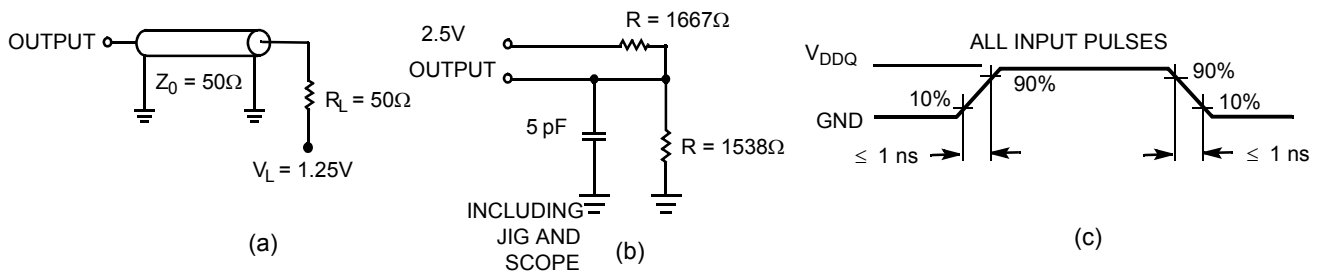 OUTPUT
Z0 = 50Ω
RL = 50Ω
VL = 1.25V
(a)
R = 1667Ω
2.5V
OUTPUT
5 pF
R = 1538Ω
INCLUDING
JIG AND
SCOPE
(b)
ALL INPUT PULSES
VDDQ
90%
90%
10%
10%
GND
≤ 1 ns
≤ 1 ns
(c)